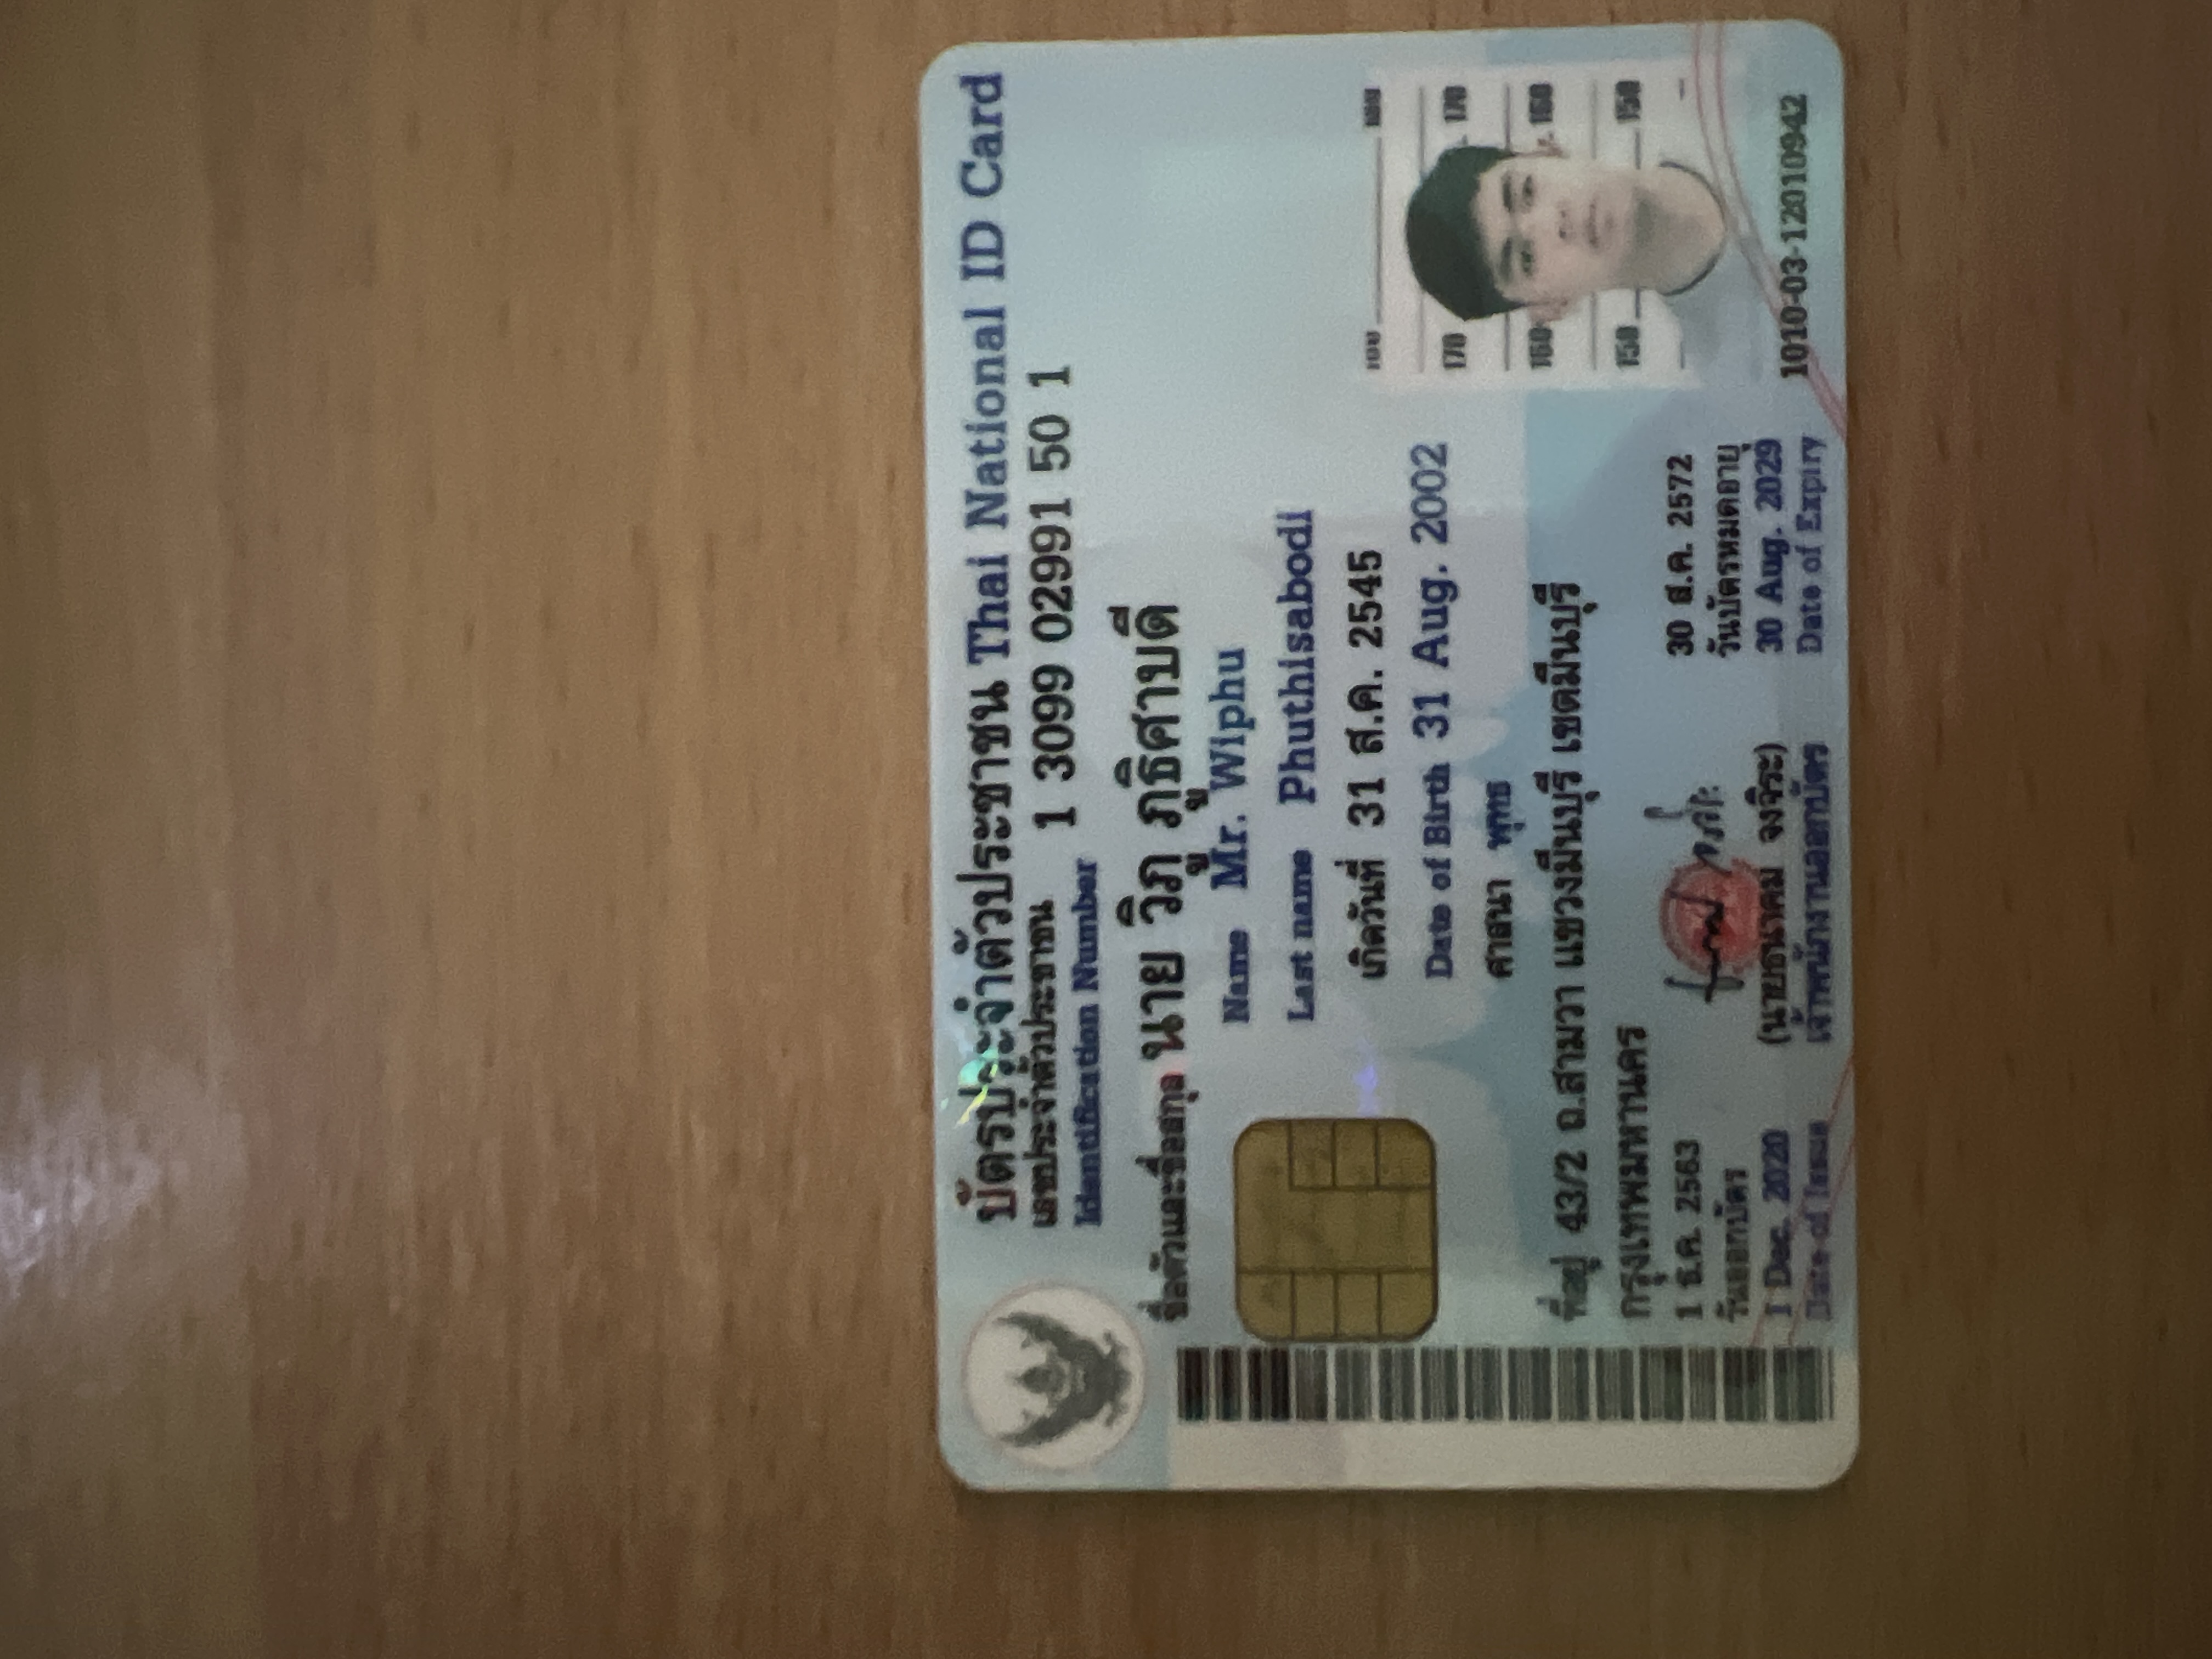 บัตรประจำตัวประชาชน Thai National ID Card
เลขประจำตัวประชาชน 1 3099 02991 50 1
Identification Number
ชื่อตัวและชื่อสกุล นาย วิภู ภูธิศาบดี
Name Mr. Wiphu
Last name Phuthisabodi
เกิดวันที่ 31 ส.ค. 2545
Date of Birth 31 Aug. 2002
ศาสนา พุทธ
ที่อยู่ 43/2 ถ.สามวา แขวงมีนบุรี เขตมีนบุรี
กรุงเทพมหานคร
1 ธ.ค. 2563
วันออกบัตร
1 Dec. 2020
Date of Issue
(นายธนาคม จงจิระ)
เจ้าพนักงานออกบัตร
30 ส.ค. 2572
วันบัตรหมดอายุ
30 Aug. 2029
Date of Expiry
170 170
160 160
150 150
1010-03-12010942